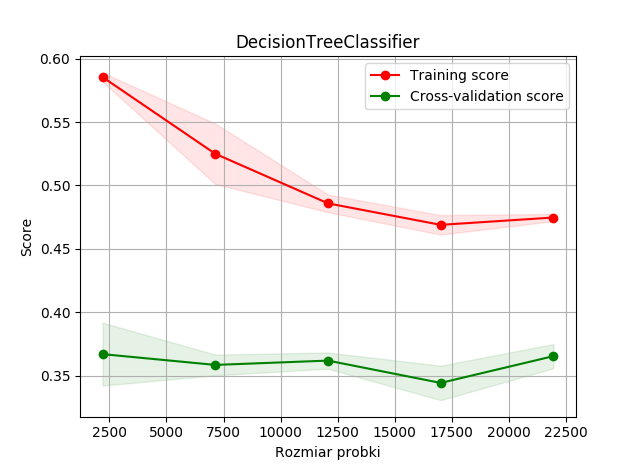 DecisionTreeClassifier
Training score
Cross-validation score
0.60
0.55
0.50
0.45
0.40
0.35
Score
2500 5000 7500 10000 12500 15000 17500 20000 22500
Rozmiar probki